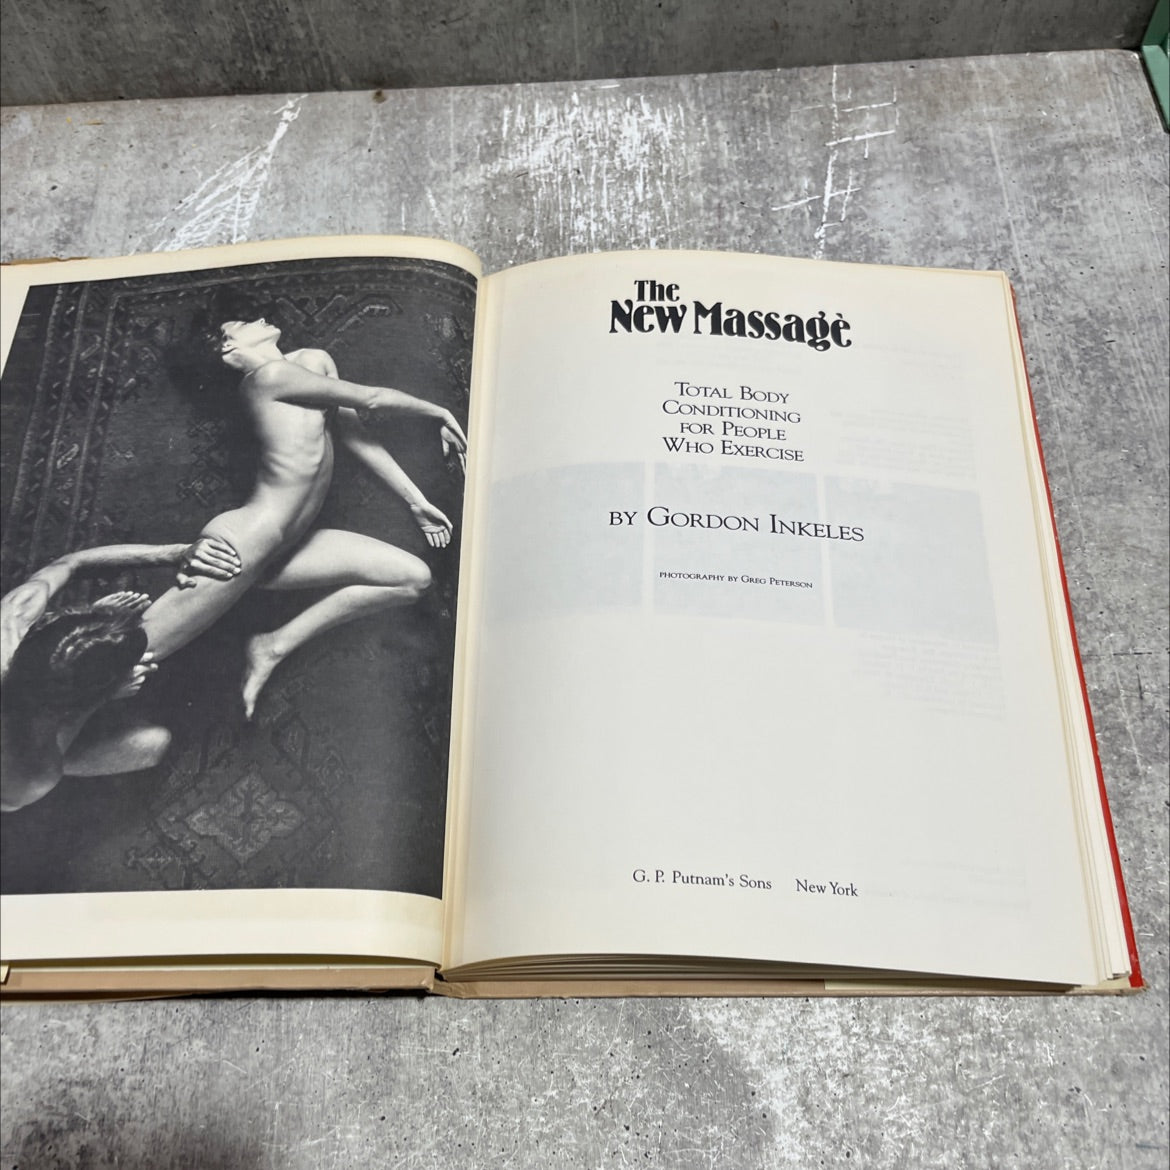 The
New Massage
Total Body
Conditioning
for People
Who Exercise
by Gordon Inkeles
photography by Greg Peterson
G. P. Putnam's Sons New York